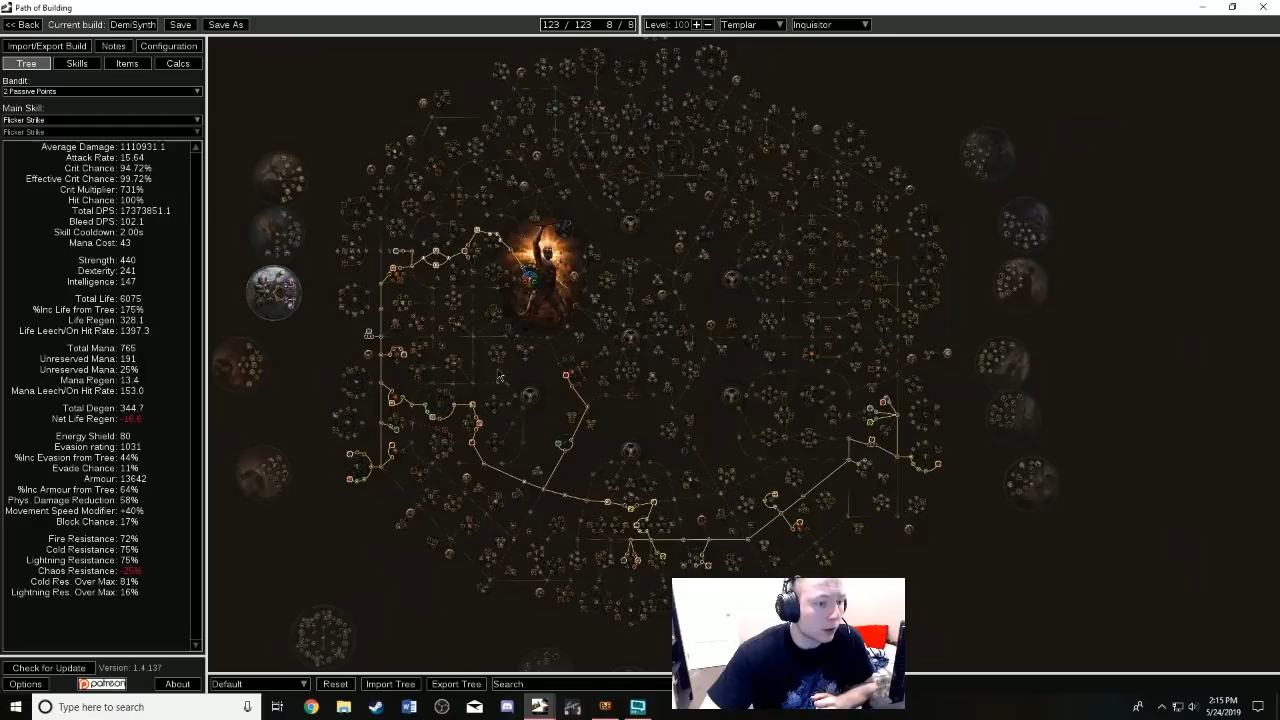 Path of Building
<< Back
Current build: DemiSynth
Save
Save As
123 / 123 8 / 8
Level: 100 + −
Templar
Inquisitor
Import/Export Build
Notes
Configuration
Tree
Skills
Items
Calcs
Bandit:
2 Passive Points
Main Skill:
Flicker Strike
Flicker Strike
Average Damage: 1110931.1
Attack Rate: 15.64
Crit Chance: 94.72%
Effective Crit Chance: 99.72%
Crit Multiplier: 731%
Hit Chance: 100%
Total DPS: 17373851.1
Bleed DPS: 102.1
Skill Cooldown: 2.00s
Mana Cost: 43
Strength: 440
Dexterity: 241
Intelligence: 147
Total Life: 6075
%Inc Life from Tree: 175%
Life Regen: 328.1
Life Leech/On Hit Rate: 1397.3
Total Mana: 765
Unreserved Mana: 191
Unreserved Mana: 25%
Mana Regen: 13.4
Mana Leech/On Hit Rate: 153.0
Total Degen: 344.7
Net Life Regen: -16.6
Energy Shield: 80
Evasion rating: 1031
%Inc Evasion from Tree: 44%
Evade Chance: 11%
Armour: 13642
%Inc Armour from Tree: 64%
Phys. Damage Reduction: 58%
Movement Speed Modifier: +40%
Block Chance: 17%
Fire Resistance: 72%
Cold Resistance: 75%
Lightning Resistance: 75%
Chaos Resistance: -25%
Cold Res. Over Max: 81%
Lightning Res. Over Max: 16%
Check for Update
Version: 1.4.137
Options
patreon
About
Default
Reset
Import Tree
Export Tree
Search
Type here to search
2:15 PM
5/24/2019